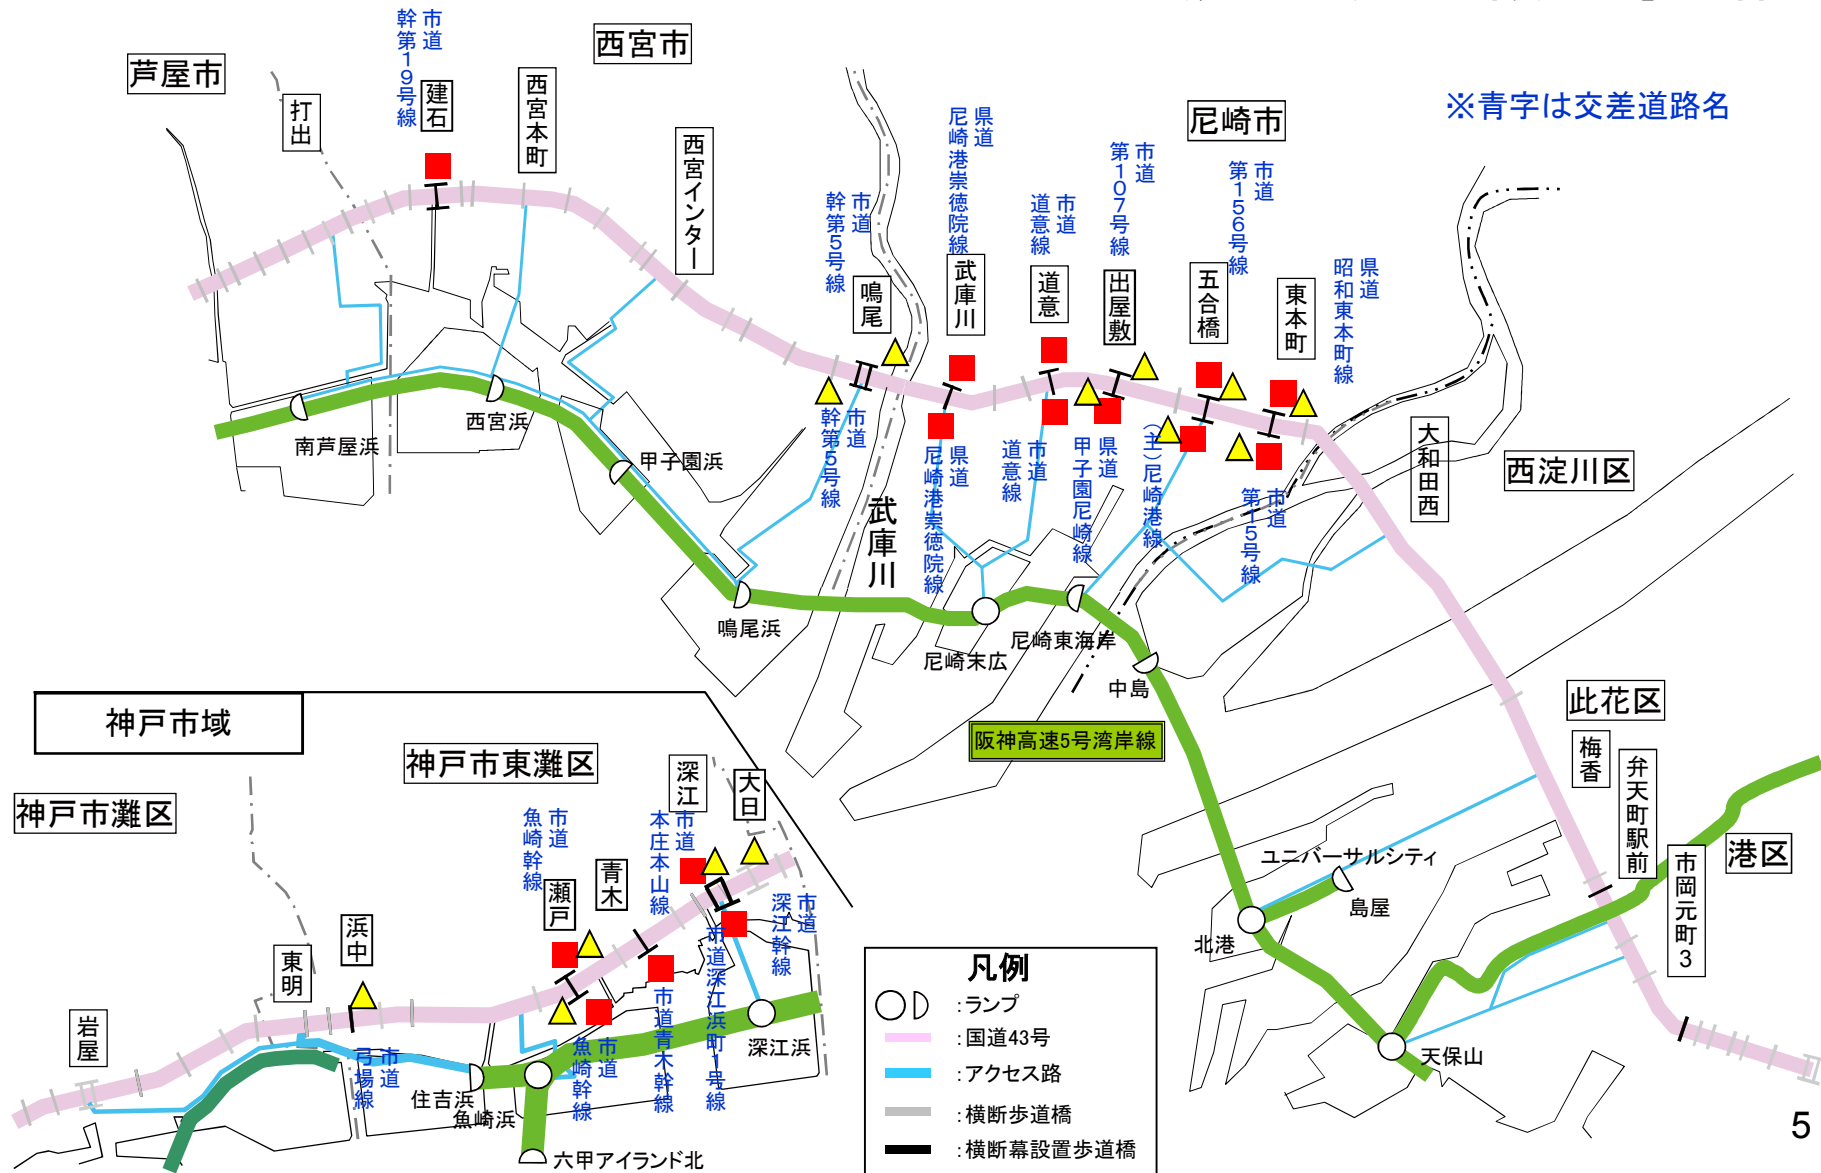 芦屋市
打出
市道
幹第19号線
建石
西宮本町
西宮市
西宮インター
市道
幹第5号線
鳴尾
県道
尼崎港崇徳院線
武庫川
市道
道意線
道意
市道
第107号線
出屋敷
尼崎市
市道
第156号線
五合橋
東本町
県道
昭和東本町線
※青字は交差道路名
大和田西
西淀川区
南芦屋浜
西宮浜
甲子園浜
市道
幹第5号線
武庫川
県道
尼崎港崇徳院線
市道
道意線
県道
甲子園尼崎線
(主)尼崎港線
市道
第15号線
鳴尾浜
尼崎末広
尼崎東海岸
中島
阪神高速5号湾岸線
此花区
梅香
弁天町駅前
市岡元町3
港区
ユニバーサルシティ
島屋
北港
天保山
神戸市域
神戸市灘区
神戸市東灘区
深江
大日
市道
魚崎幹線
瀬戸
青木
市道
本庄本山線
市道
深江幹線
市道深江浜町1号線
市道青木幹線
市道
魚崎幹線
浜中
東明
岩屋
市道
弓場線
住吉浜
魚崎浜
深江浜
六甲アイランド北
凡例
:ランプ
:国道43号
:アクセス路
:横断歩道橋
:横断幕設置歩道橋
5